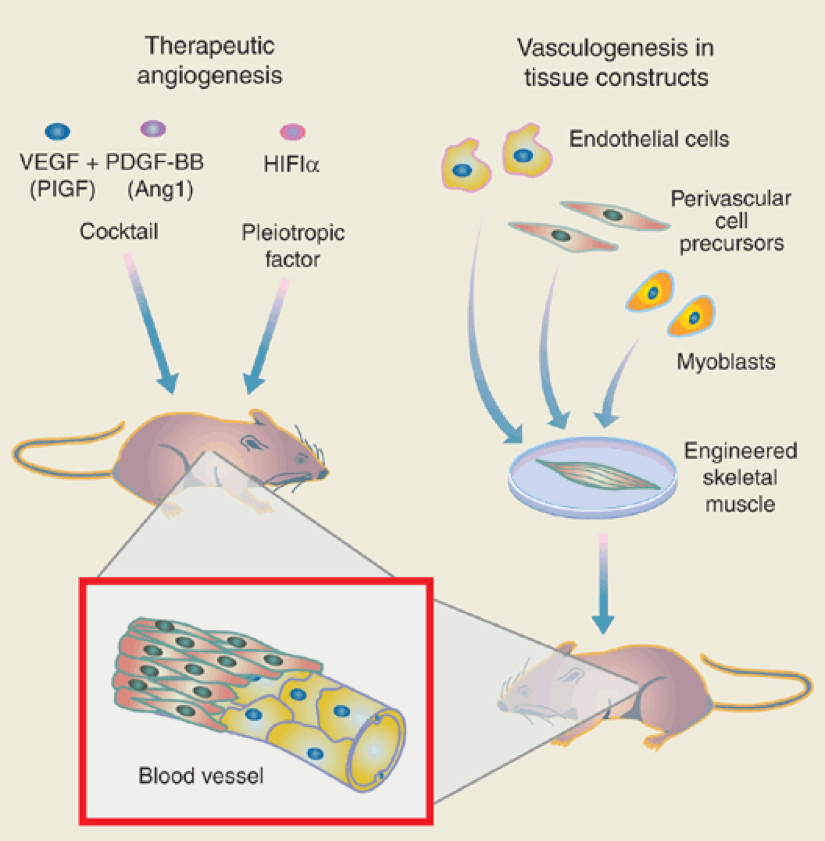 Therapeutic
angiogenesis
VEGF + PDGF-BB
(PIGF) (Ang1)
Cocktail
HIFIα
Pleiotropic
factor
Vasculogenesis in
tissue constructs
Endothelial cells
Perivascular
cell
precursors
Myoblasts
Engineered
skeletal
muscle
Blood vessel